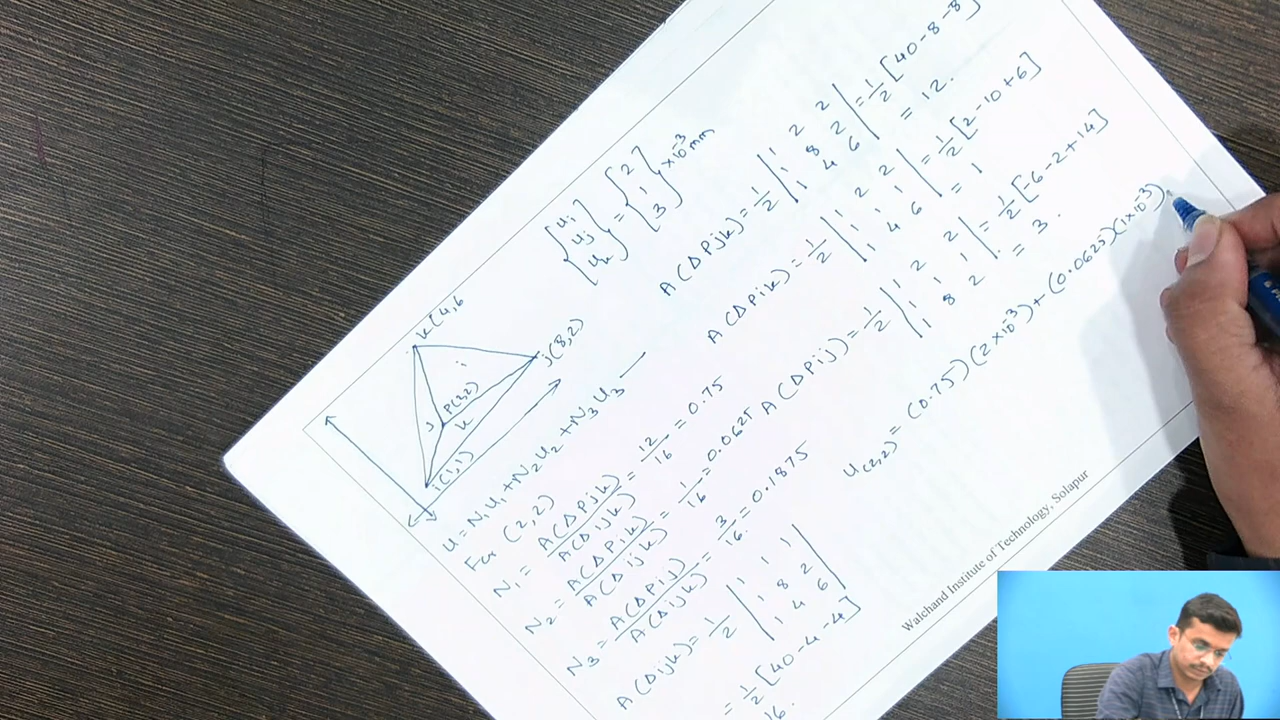 k(4,6
j(8,2)
i
P(2,2)
j
k
i(1,1)
{ui uj uk} = {2 1 3} ×10⁻³ mm
u = N₁u₁ + N₂u₂ + N₃u₃
For (2,2)
N₁ = A(ΔPjk) / A(Δijk) = 12/16 = 0.75
N₂ = A(ΔPik) / A(Δijk) = 1/16 = 0.0625
N₃ = A(ΔPij) / A(Δijk) = 3/16 = 0.1875
A(Δijk) = 1/2 |1 1 1
1 8 2
1 4 6|
= 1/2 [40-4-4]
16.
A(ΔPjk) = 1/2 |1 2 2
1 8 2
1 4 6| = 1/2 [40-8-8]
= 12.
A(ΔPik) = 1/2 |1 2 2
1 1 1
1 4 6| = 1/2 [2-10+6]
= 1
A(ΔPij) = 1/2 |1 2 2
1 1 1
1 8 2| = 1/2 [-6-2+14]
= 3.
u(2,2) = (0.75)(2×10⁻³) + (0.0625)(1×10⁻³)
Walchand Institute of Technology, Solapur